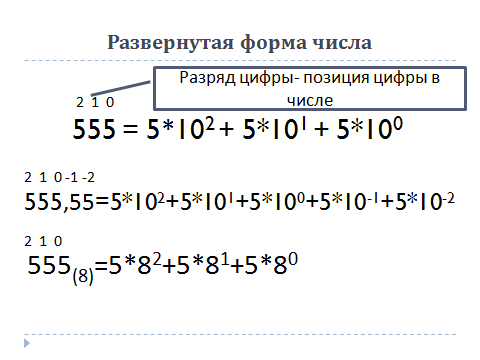 Развернутая форма числа
Разряд цифры- позиция цифры в
числе
2 1 0
555 = 5*10² + 5*10¹ + 5*10⁰
2 1 0 -1 -2
555,55=5*10²+5*10¹+5*10⁰+5*10⁻¹+5*10⁻²
2 1 0
555₍₈₎=5*8²+5*8¹+5*8⁰